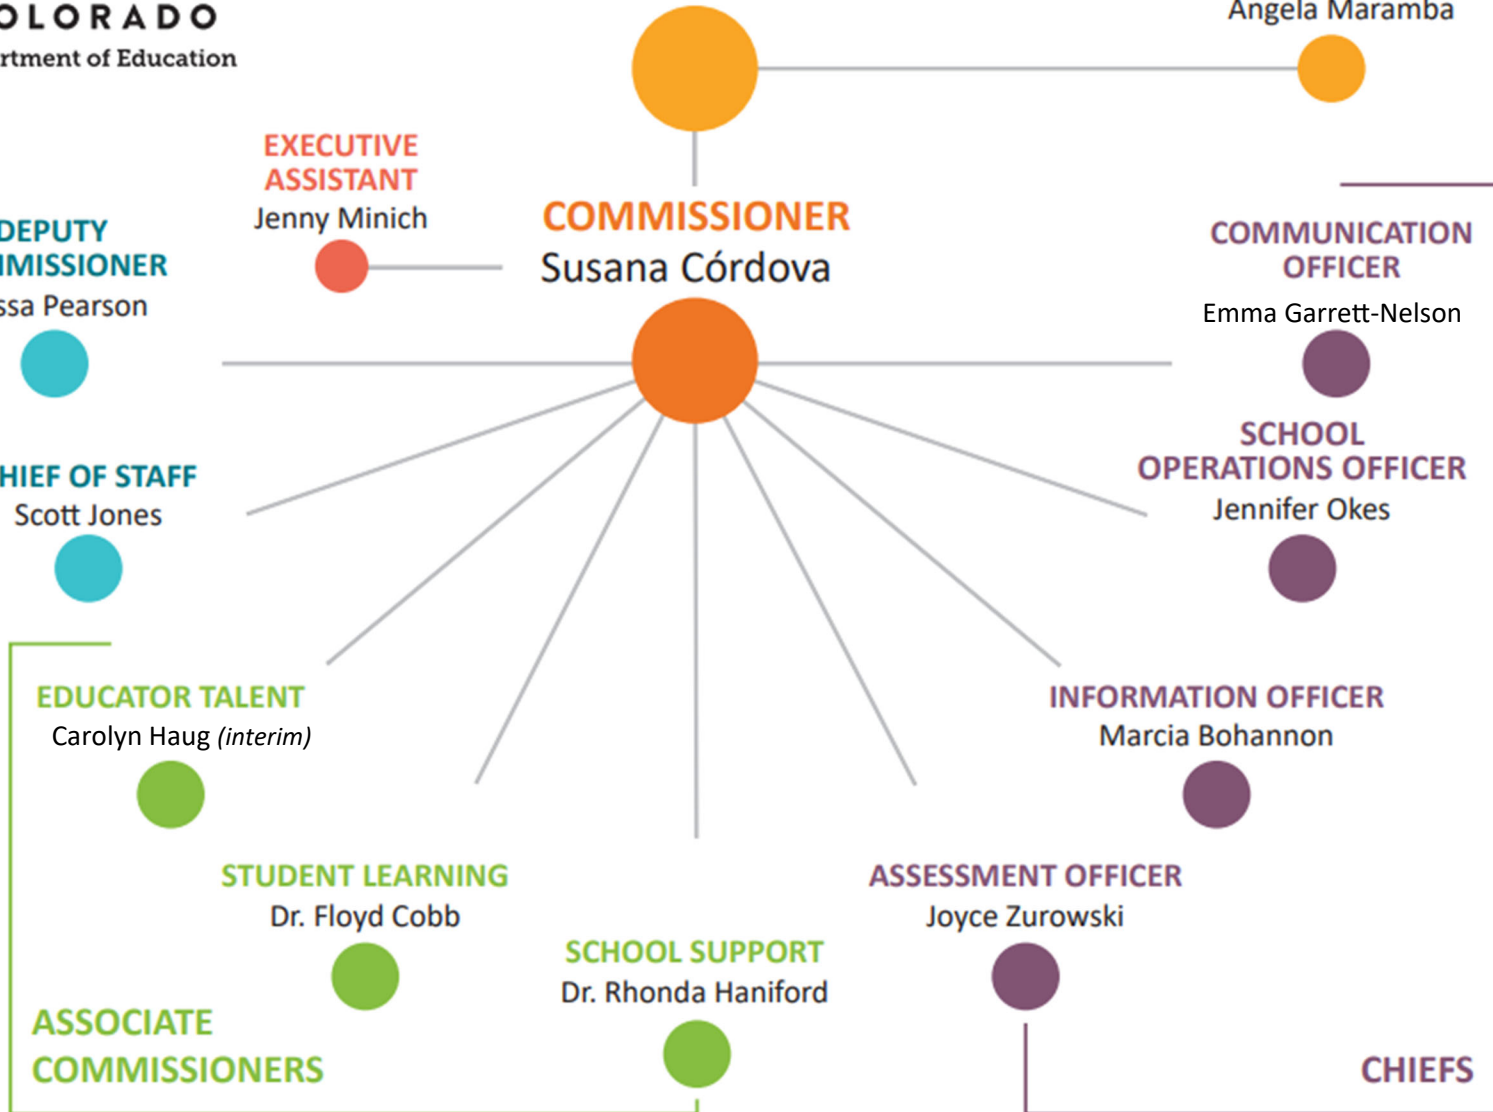 OLORADO
rtment of Education
Angela Maramba
EXECUTIVE
ASSISTANT
Jenny Minich
COMMISSIONER
Susana Córdova
DEPUTY
MMISSIONER
ssa Pearson
COMMUNICATION
OFFICER
Emma Garrett-Nelson
HIEF OF STAFF
Scott Jones
SCHOOL
OPERATIONS OFFICER
Jennifer Okes
EDUCATOR TALENT
Carolyn Haug (interim)
INFORMATION OFFICER
Marcia Bohannon
STUDENT LEARNING
Dr. Floyd Cobb
ASSESSMENT OFFICER
Joyce Zurowski
SCHOOL SUPPORT
Dr. Rhonda Haniford
ASSOCIATE
COMMISSIONERS
CHIEFS